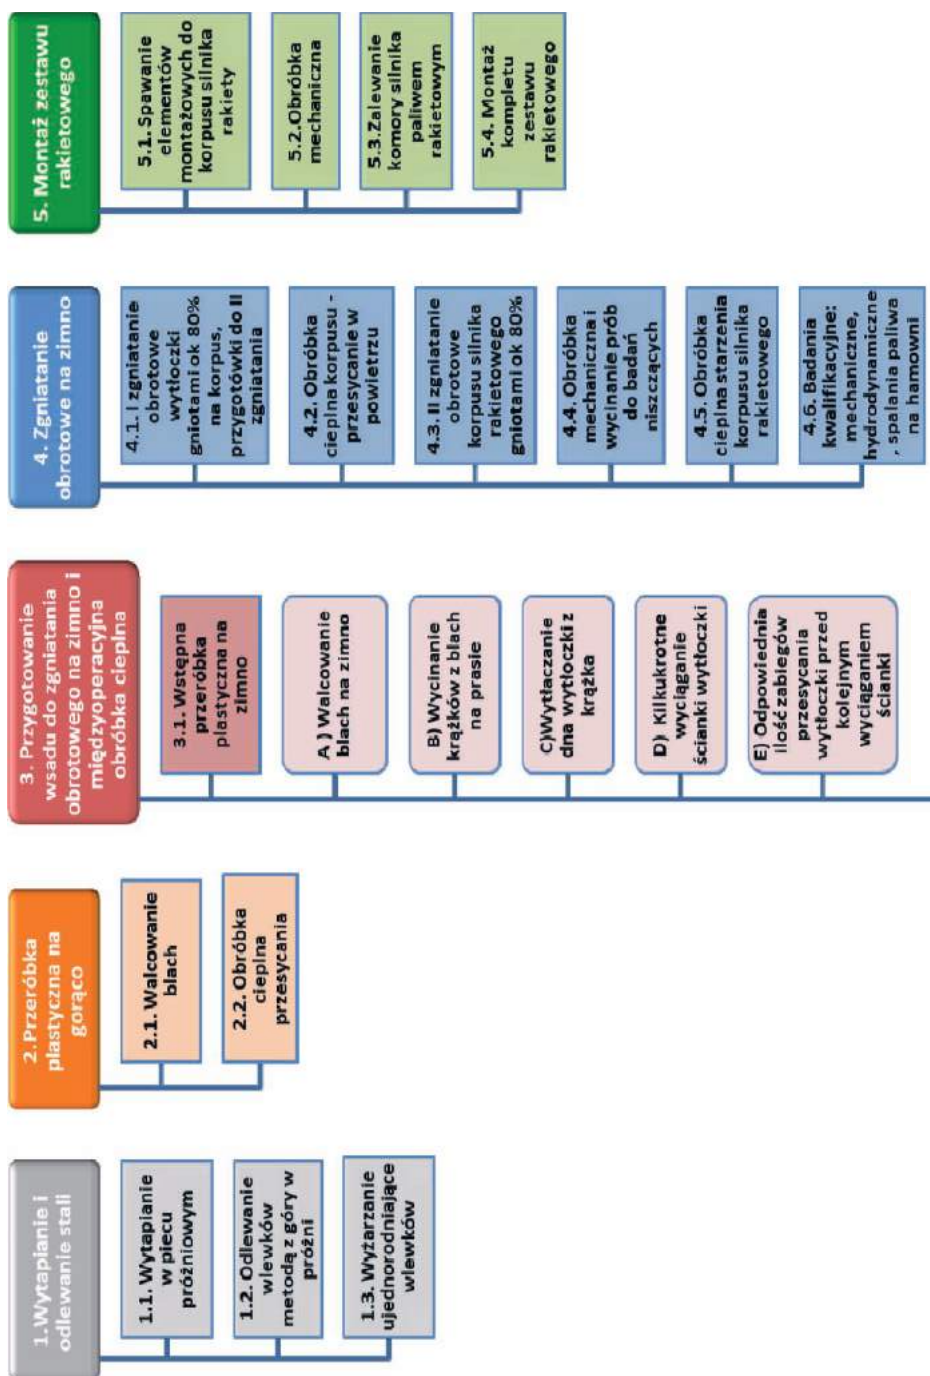 1.Wytapianie i
odlewanie stali
1.1. Wytapianie
w piecu
próżniowym
1.2. Odlewanie
wlewków
metodą z góry w
próżni
1.3. Wyżarzanie
ujednorodniające
wlewków
2.Przeróbka
plastyczna na
gorąco
2.1. Walcowanie
blach
2.2. Obróbka
cieplna
przesycania
3. Przygotowanie
wsadu do zgniatania
obrotowego na zimno i
międzyoperacyjna
obróbka cieplna
3.1. Wstępna
przeróbka
plastyczna na
zimno
A ) Walcowanie
blach na zimno
B) Wycinanie
krążków z blach
na prasie
C)Wytłaczanie
dna wytłoczki z
krążka
D) Kilkukrotne
wyciąganie
ścianki wytłoczki
E) Odpowiednia
ilość zabiegów
przesycania
wytłoczki przed
kolejnym
wyciąganiem
ścianki
4. Zgniatanie
obrotowe na zimno
4.1. I zgniatanie
obrotowe
wytłoczki
gniotami ok 80%
na korpus,
przygotówki do II
zgniatania
4.2. Obróbka
cieplna korpusu -
przesycanie w
powietrzu
4.3. II zgniatanie
obrotowe
korpusu silnika
rakietowego
gniotami ok 80%
4.4. Obróbka
mechaniczna i
wycinanie prób
do badań
niszczących
4.5. Obróbka
cieplna starzenia
korpusu silnika
rakietowego
4.6. Badania
kwalifikacyjne:
mechaniczne,
hydrodynamiczne
, spalania paliwa
na hamowni
5. Montaż zestawu
rakietowego
5.1. Spawanie
elementów
montażowych do
korpusu silnika
rakiety
5.2.Obróbka
mechaniczna
5.3.Zalewanie
komory silnika
paliwem
rakietowym
5.4. Montaż
kompletu
zestawu
rakietowego